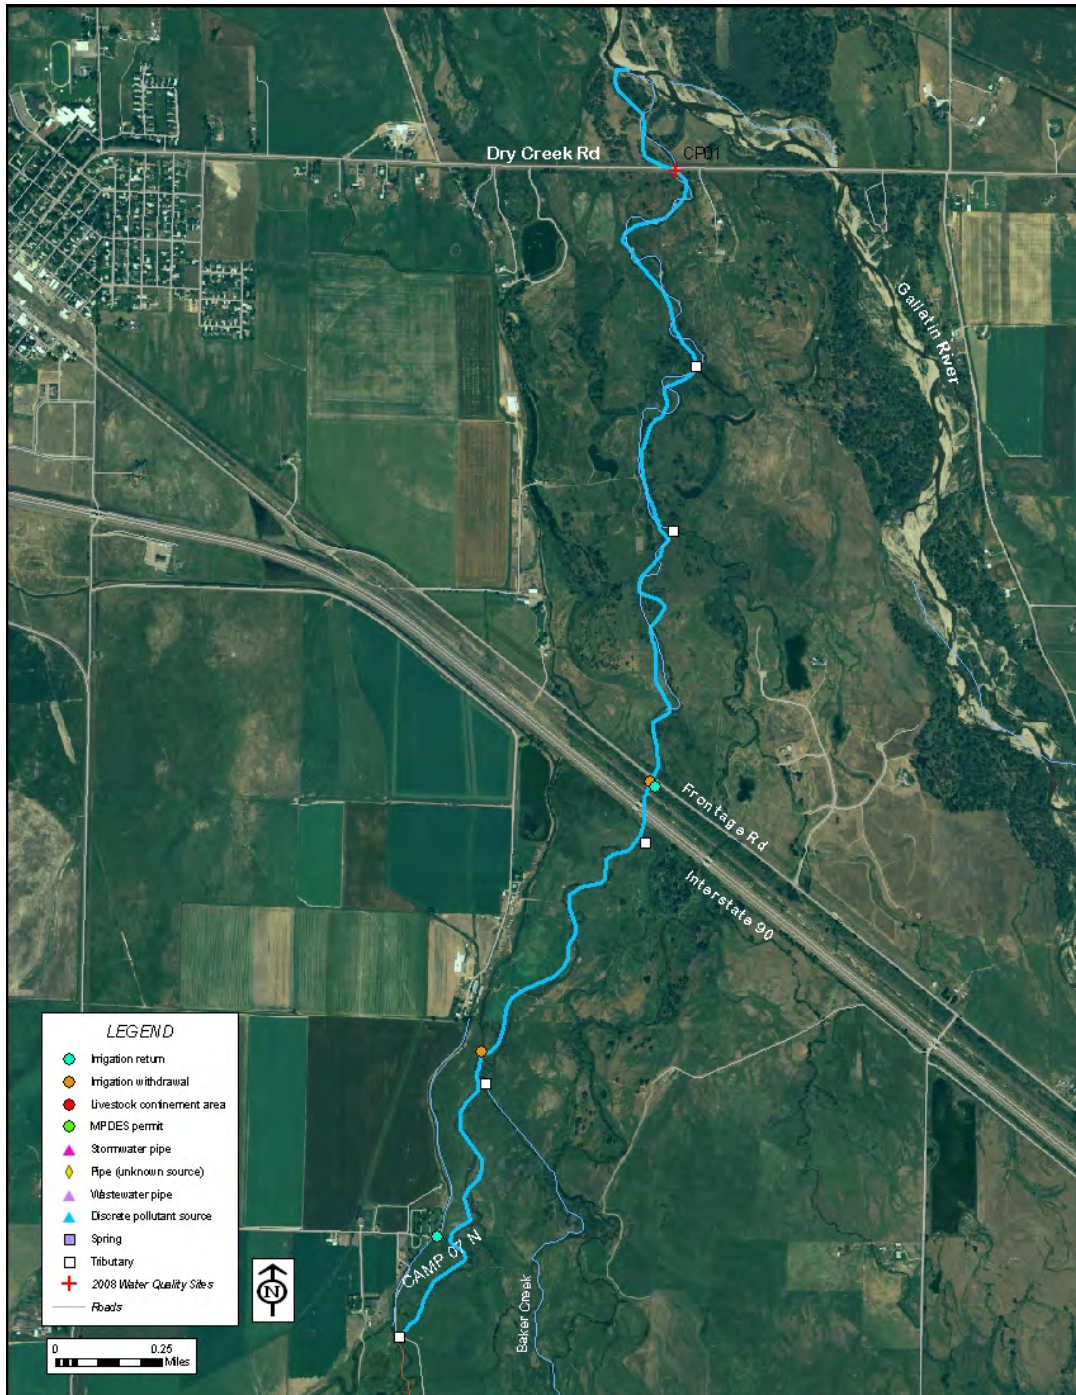 Dry Creek Rd
CP01
Gallatin River
Frontage Rd
Interstate 90
CAMP 07 N
Baker Creek
LEGEND
Irrigation return
Irrigation withdrawal
Livestock confinement area
MPDES permit
Stormwater pipe
Pipe (unknown source)
Wastewater pipe
Discrete pollutant source
Spring
Tributary
2008 Water Quality Sites
Roads
N
0 0.25
Miles